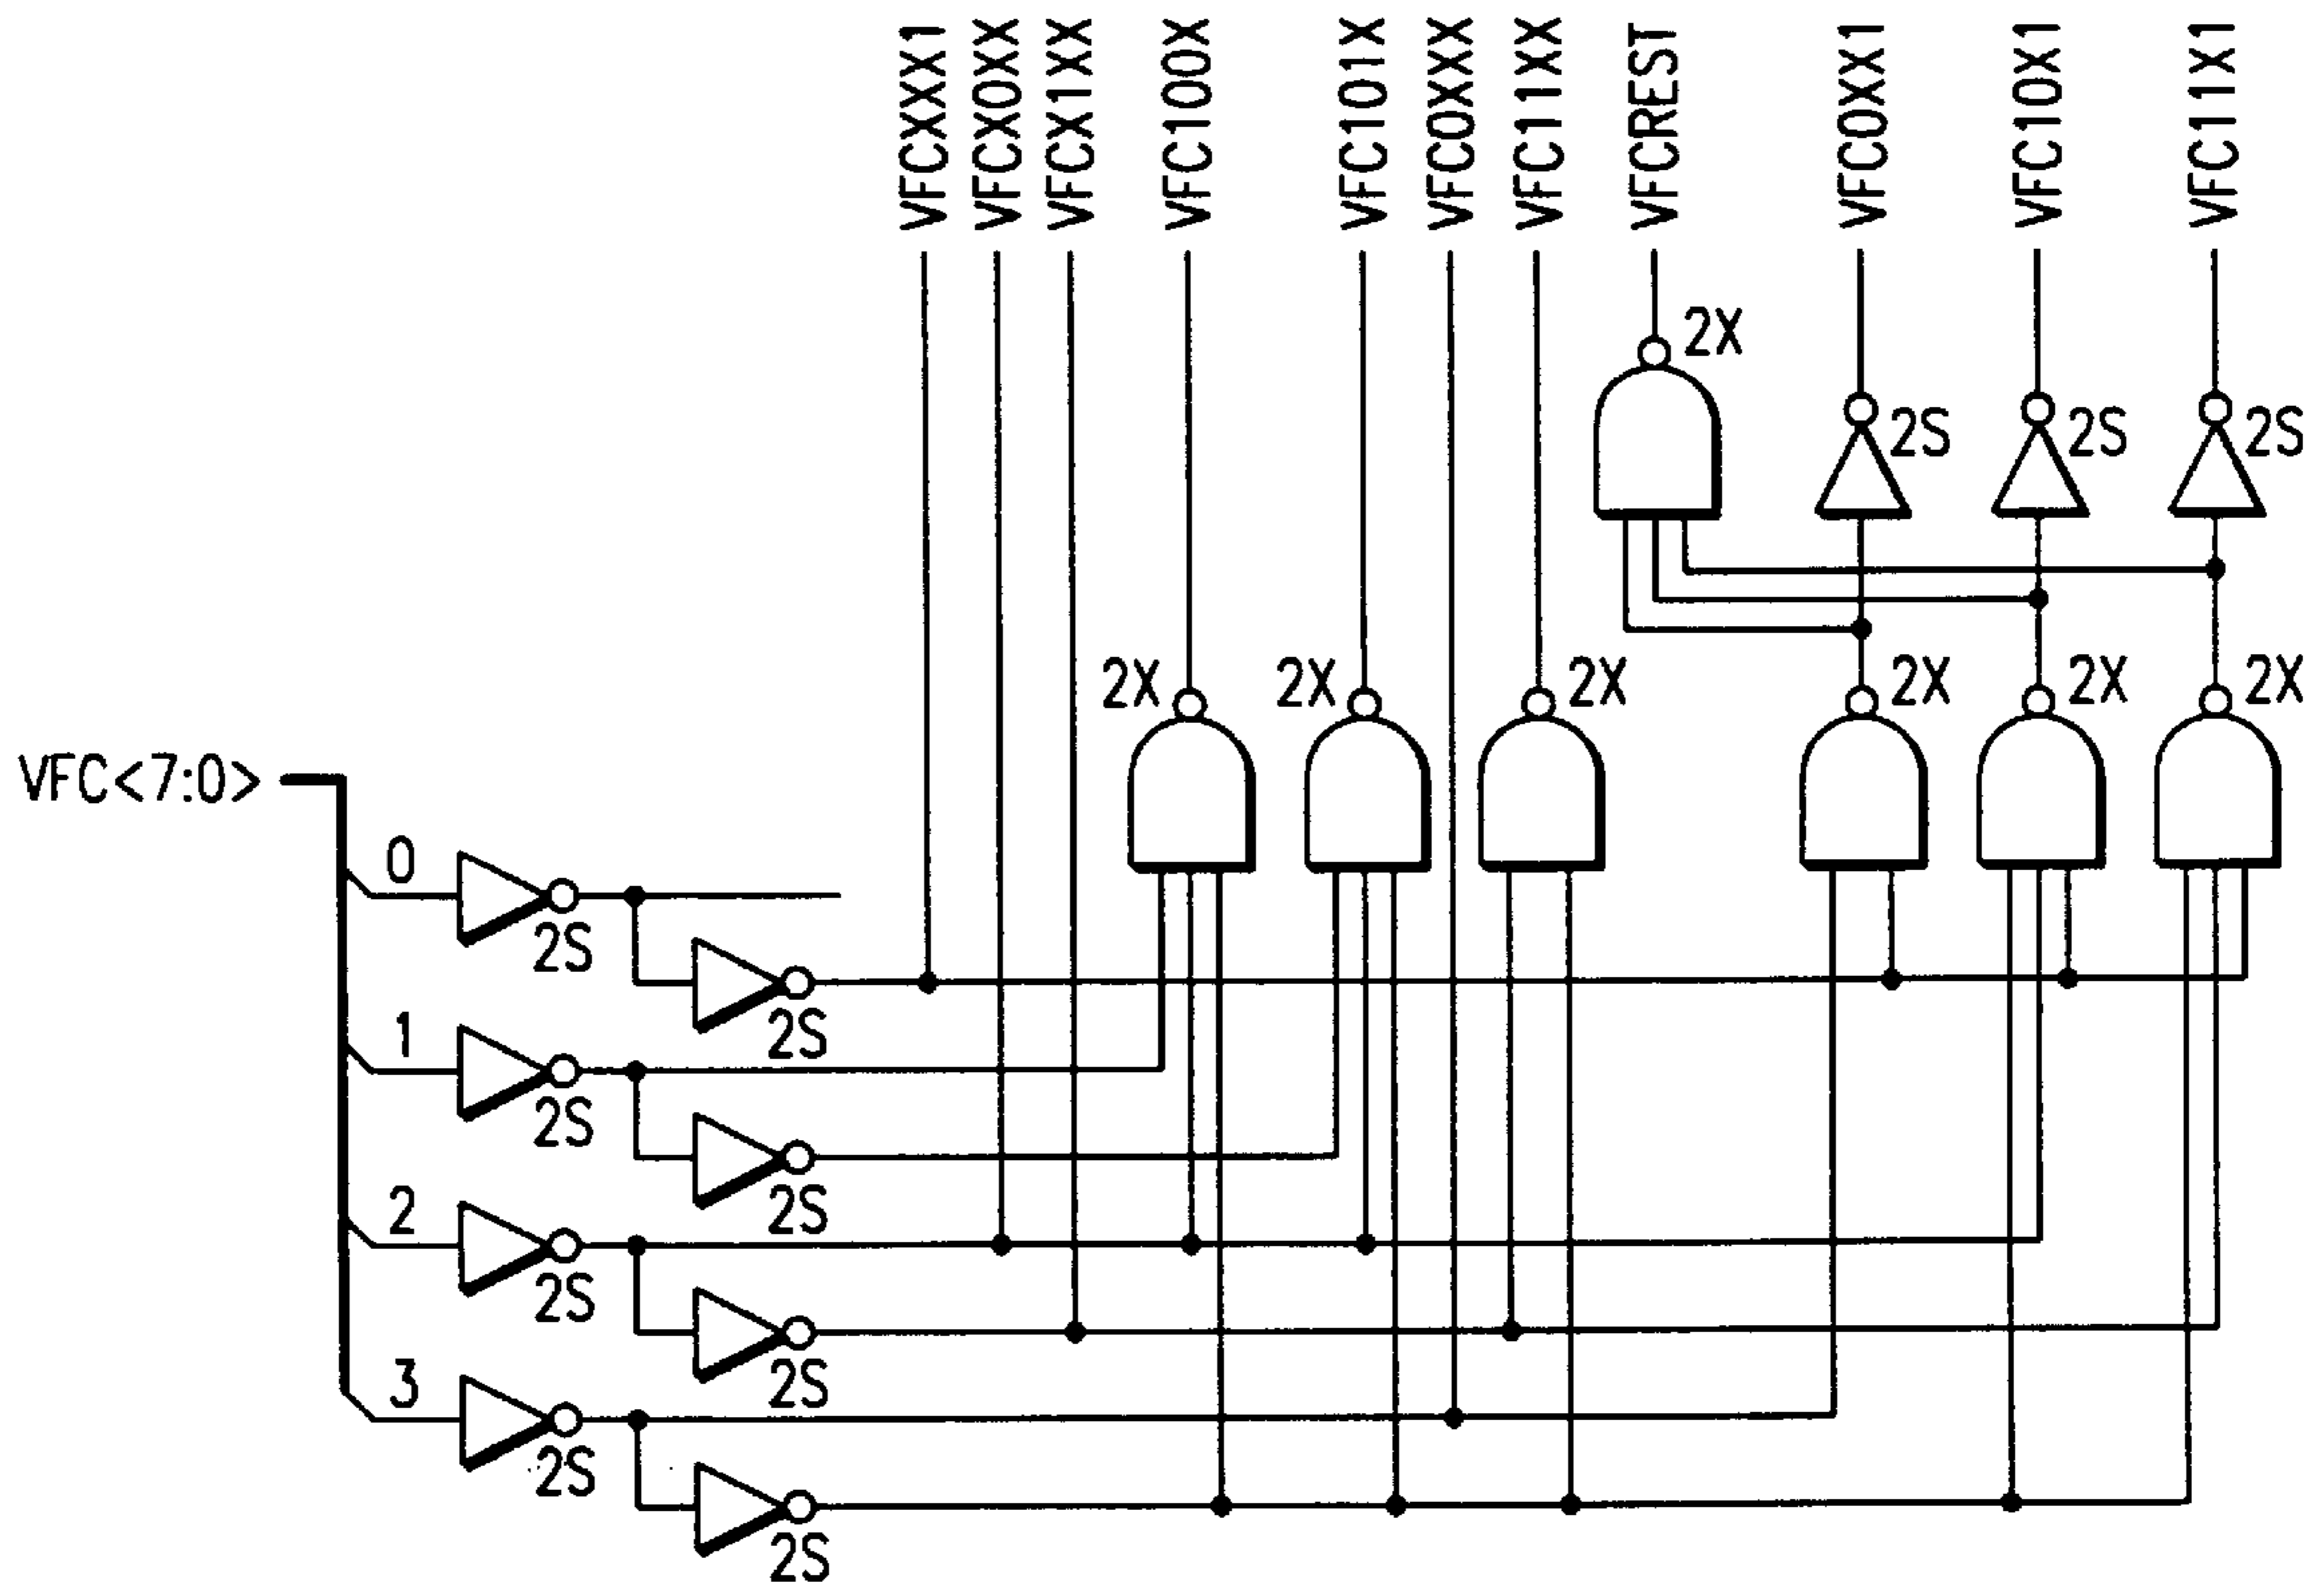 VFCXXX1
VFCX0XX
VFCX1XX
VFC100X
VFC101X
VFC0XXX
VFC11XX
VFCREST
VFC0XX1
VFC10X1
VFC11X1
2X
2S
2S
2S
2X
2X
2X
2X
2X
2X
VFC<7:0>
0
2S
2S
1
2S
2S
2
2S
2S
3
2S
2S